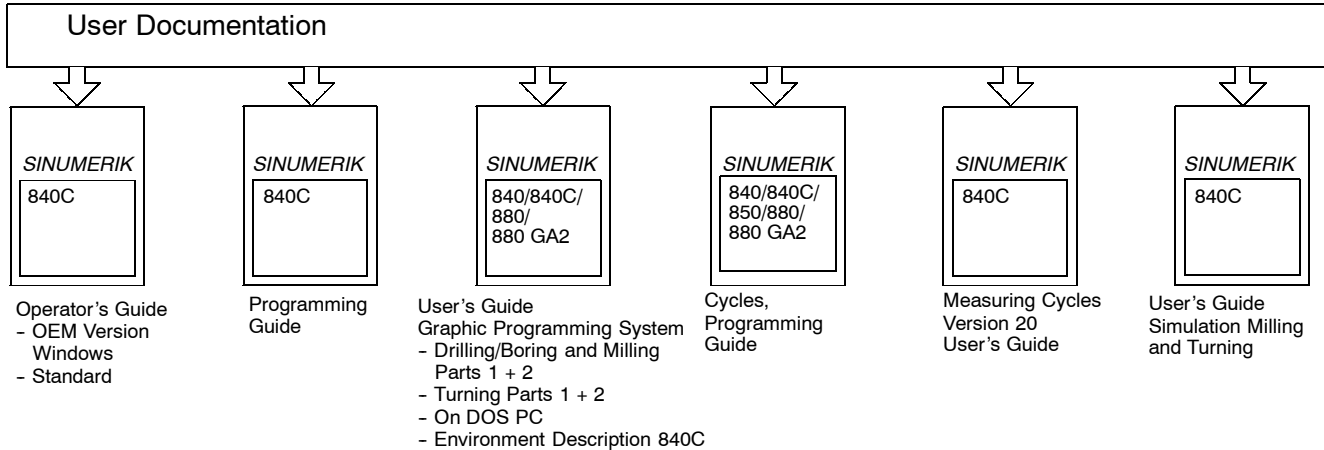 User Documentation
SINUMERIK
840C
Operator's Guide
- OEM Version
Windows
- Standard
SINUMERIK
840C
Programming
Guide
SINUMERIK
840/840C/
880/
880 GA2
User's Guide
Graphic Programming System
- Drilling/Boring and Milling
Parts 1 + 2
- Turning Parts 1 + 2
- On DOS PC
- Environment Description 840C
SINUMERIK
840/840C/
850/880/
880 GA2
Cycles,
Programming
Guide
SINUMERIK
840C
Measuring Cycles
Version 20
User's Guide
SINUMERIK
840C
User's Guide
Simulation Milling
and Turning